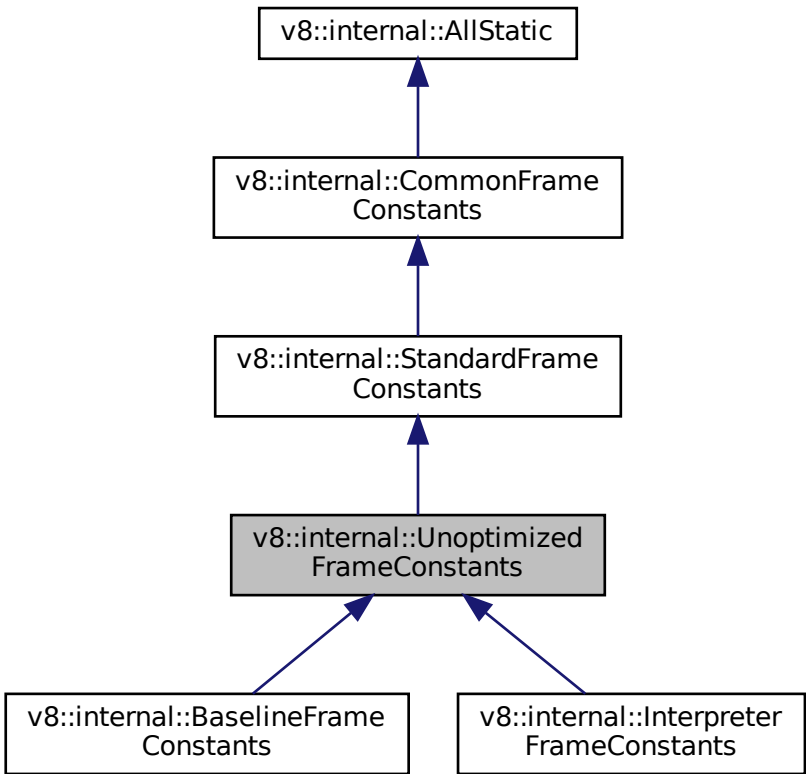 v8::internal::AllStatic
v8::internal::CommonFrame
Constants
v8::internal::StandardFrame
Constants
v8::internal::Unoptimized
FrameConstants
v8::internal::BaselineFrame
Constants
v8::internal::Interpreter
FrameConstants